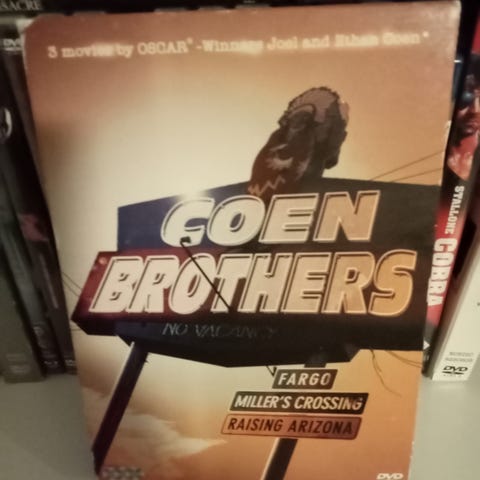 3 movies by OSCAR®-Winners Joel and Ethan Coen
COEN
BROTHERS
NO VACANCY
FARGO
MILLER'S CROSSING
RAISING ARIZONA
DVD
STALLONE COBRA
DVD